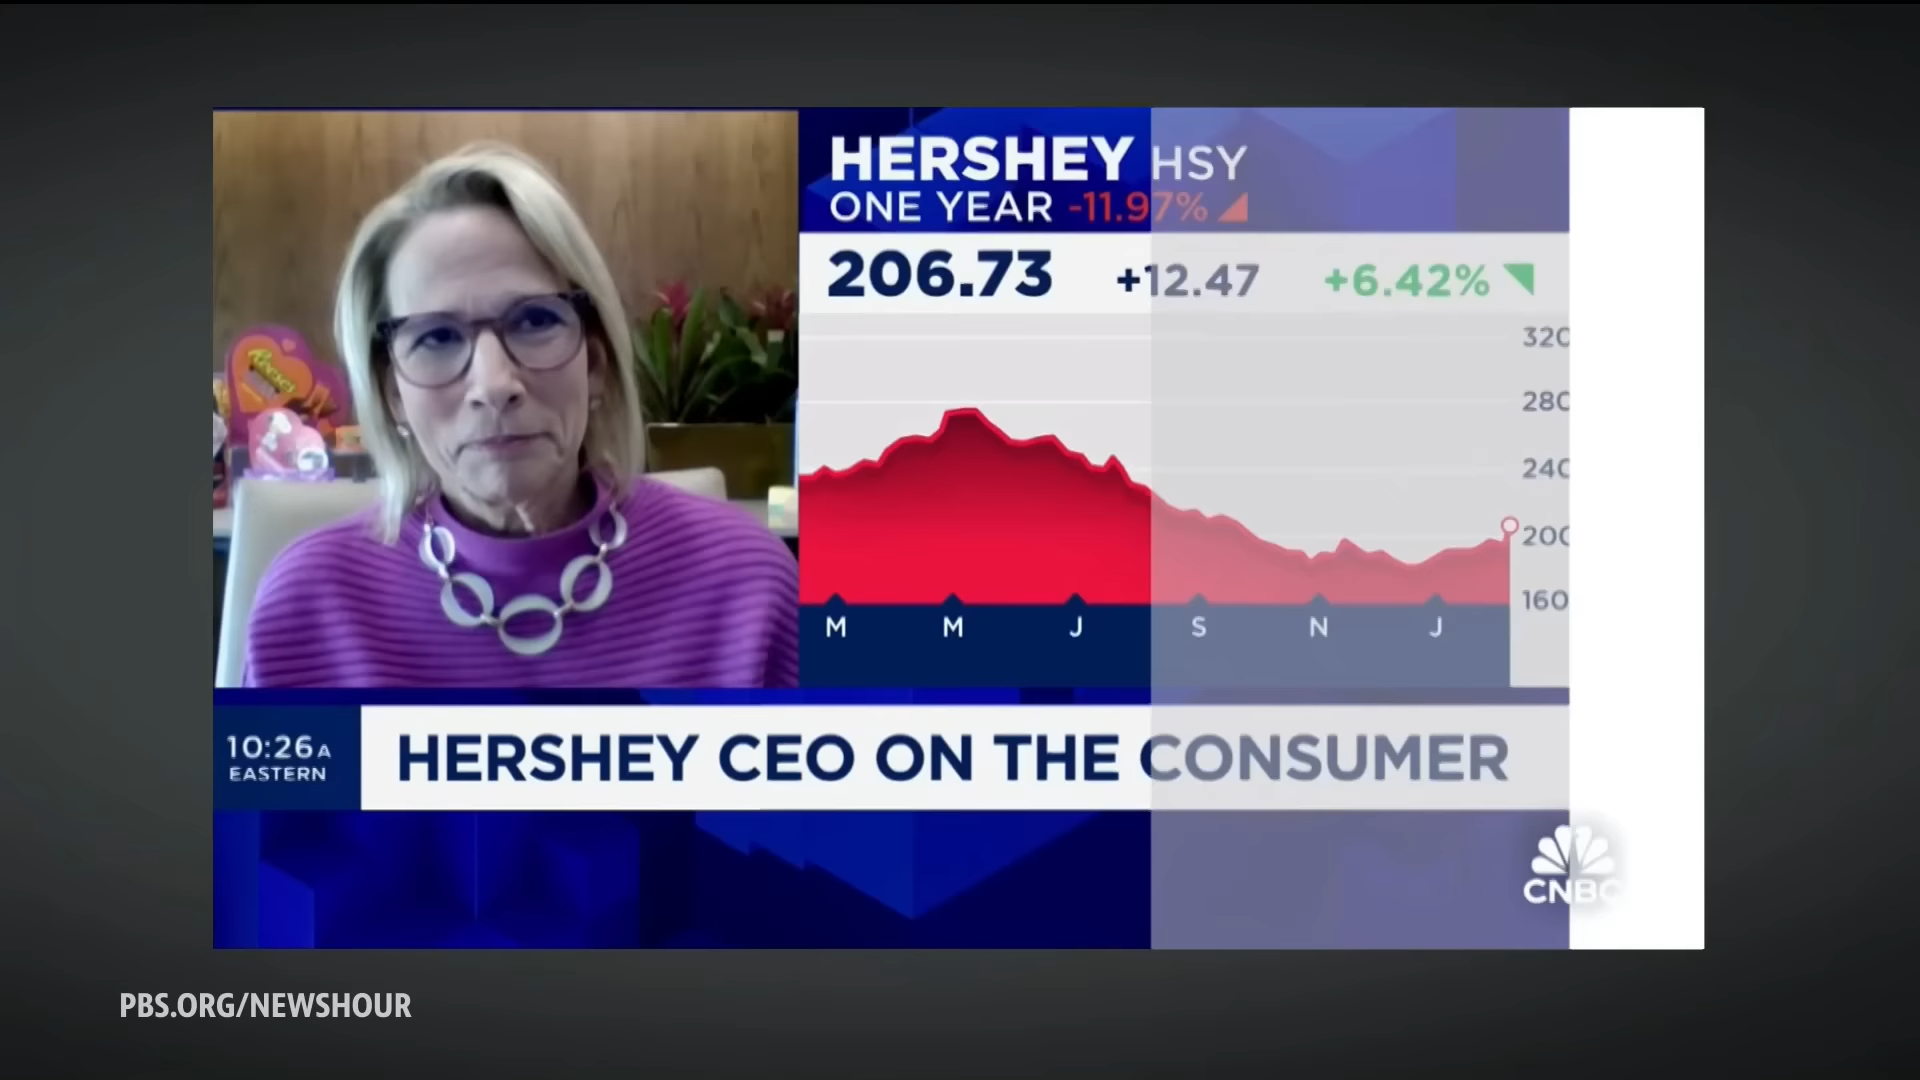 HERSHEY HSY
ONE YEAR -11.97%
206.73 +12.47 +6.42%
320
280
240
200
160
M M J S N J
Reese's
10:26A
EASTERN
HERSHEY CEO ON THE CONSUMER
CNBC
PBS.ORG/NEWSHOUR